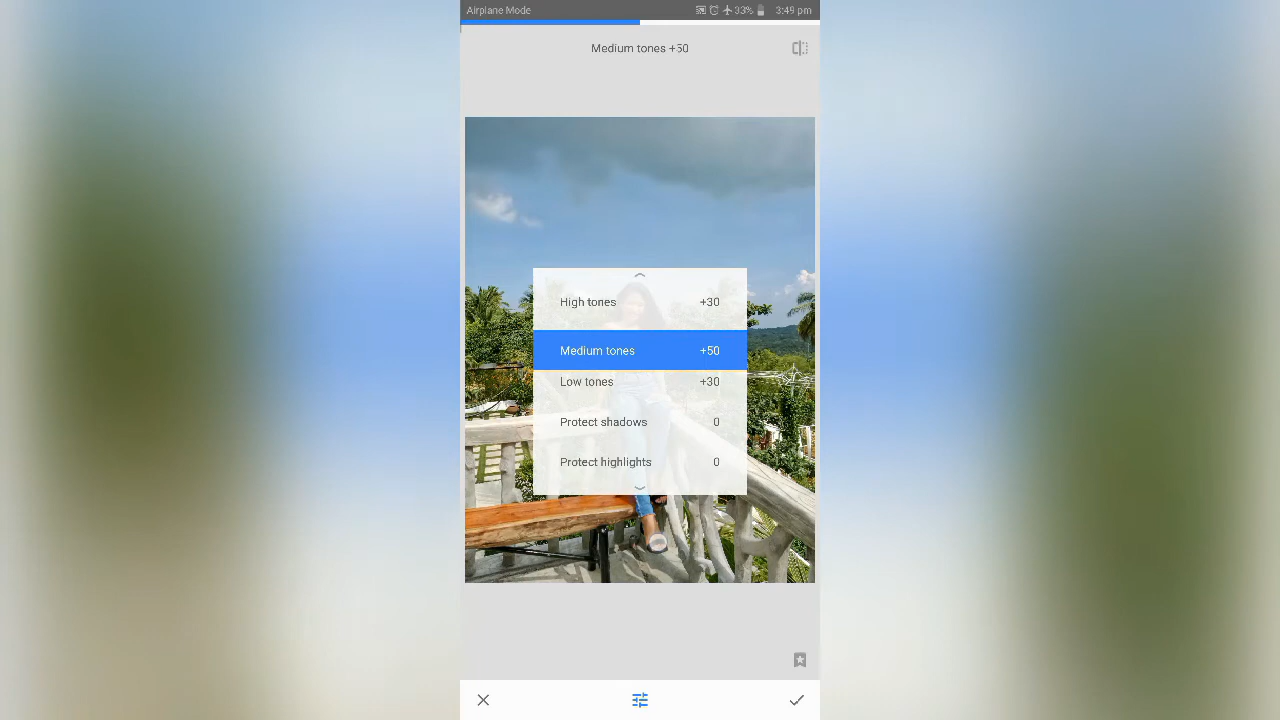 Airplane Mode 33% 3:49 pm
Medium tones +50
High tones +30
Medium tones +50
Low tones +30
Protect shadows 0
Protect highlights 0